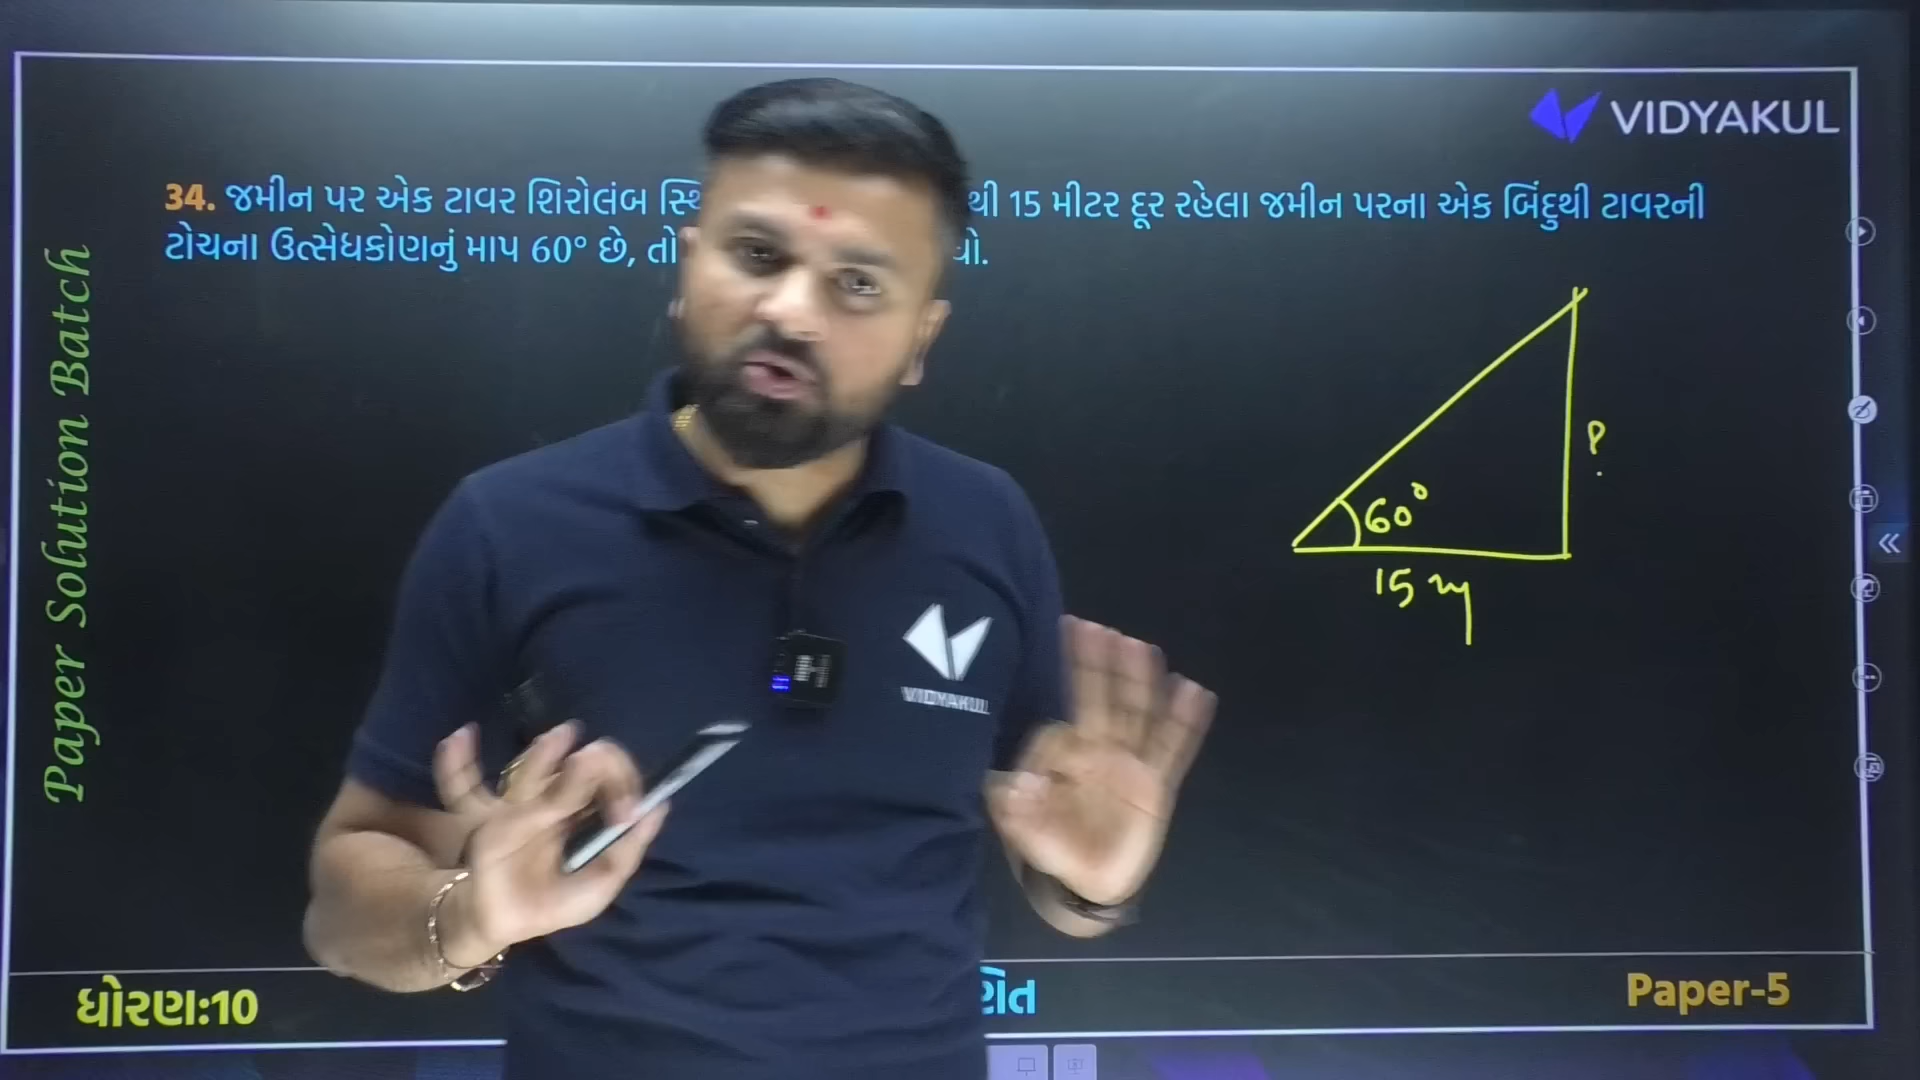 VIDYAKUL
34. જમીન પર એક ટાવર શિરોલંબ થી 15 મીટર દૂર રહેલા જમીન પરના એક બિંદુથી ટાવરની
ટોચના ઉત્સેધકોણનું માપ 60° છે, તો
Paper Solution Batch
?
60°
15 મી
VIDYAKUL
ધોરણ:10
Paper-5